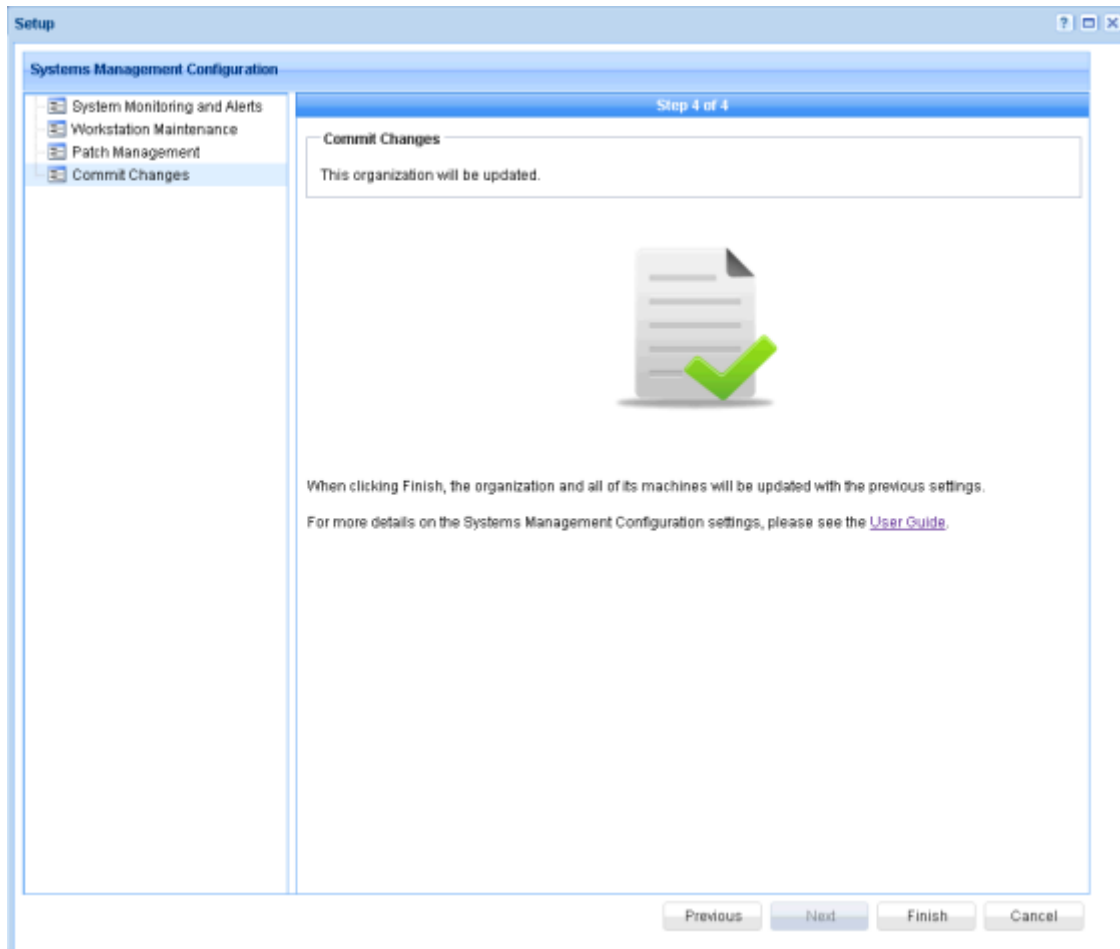 Setup
?
Systems Management Configuration
System Monitoring and Alerts
Workstation Maintenance
Patch Management
Commit Changes
Step 4 of 4
Commit Changes
This organization will be updated.
When clicking Finish, the organization and all of its machines will be updated with the previous settings.
For more details on the Systems Management Configuration settings, please see the User Guide.
Previous
Next
Finish
Cancel